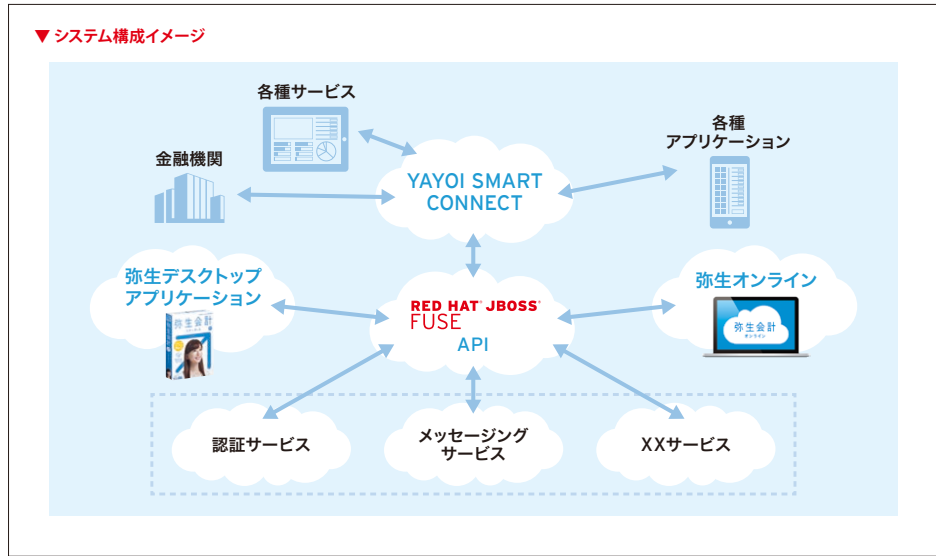 ▼ システム構成イメージ
各種サービス
各種
アプリケーション
金融機関
YAYOI SMART
CONNECT
弥生デスクトップ
アプリケーション
弥生会計
RED HAT® JBOSS®
FUSE
API
弥生オンライン
弥生会計
オンライン
認証サービス
メッセージング
サービス
XXサービス